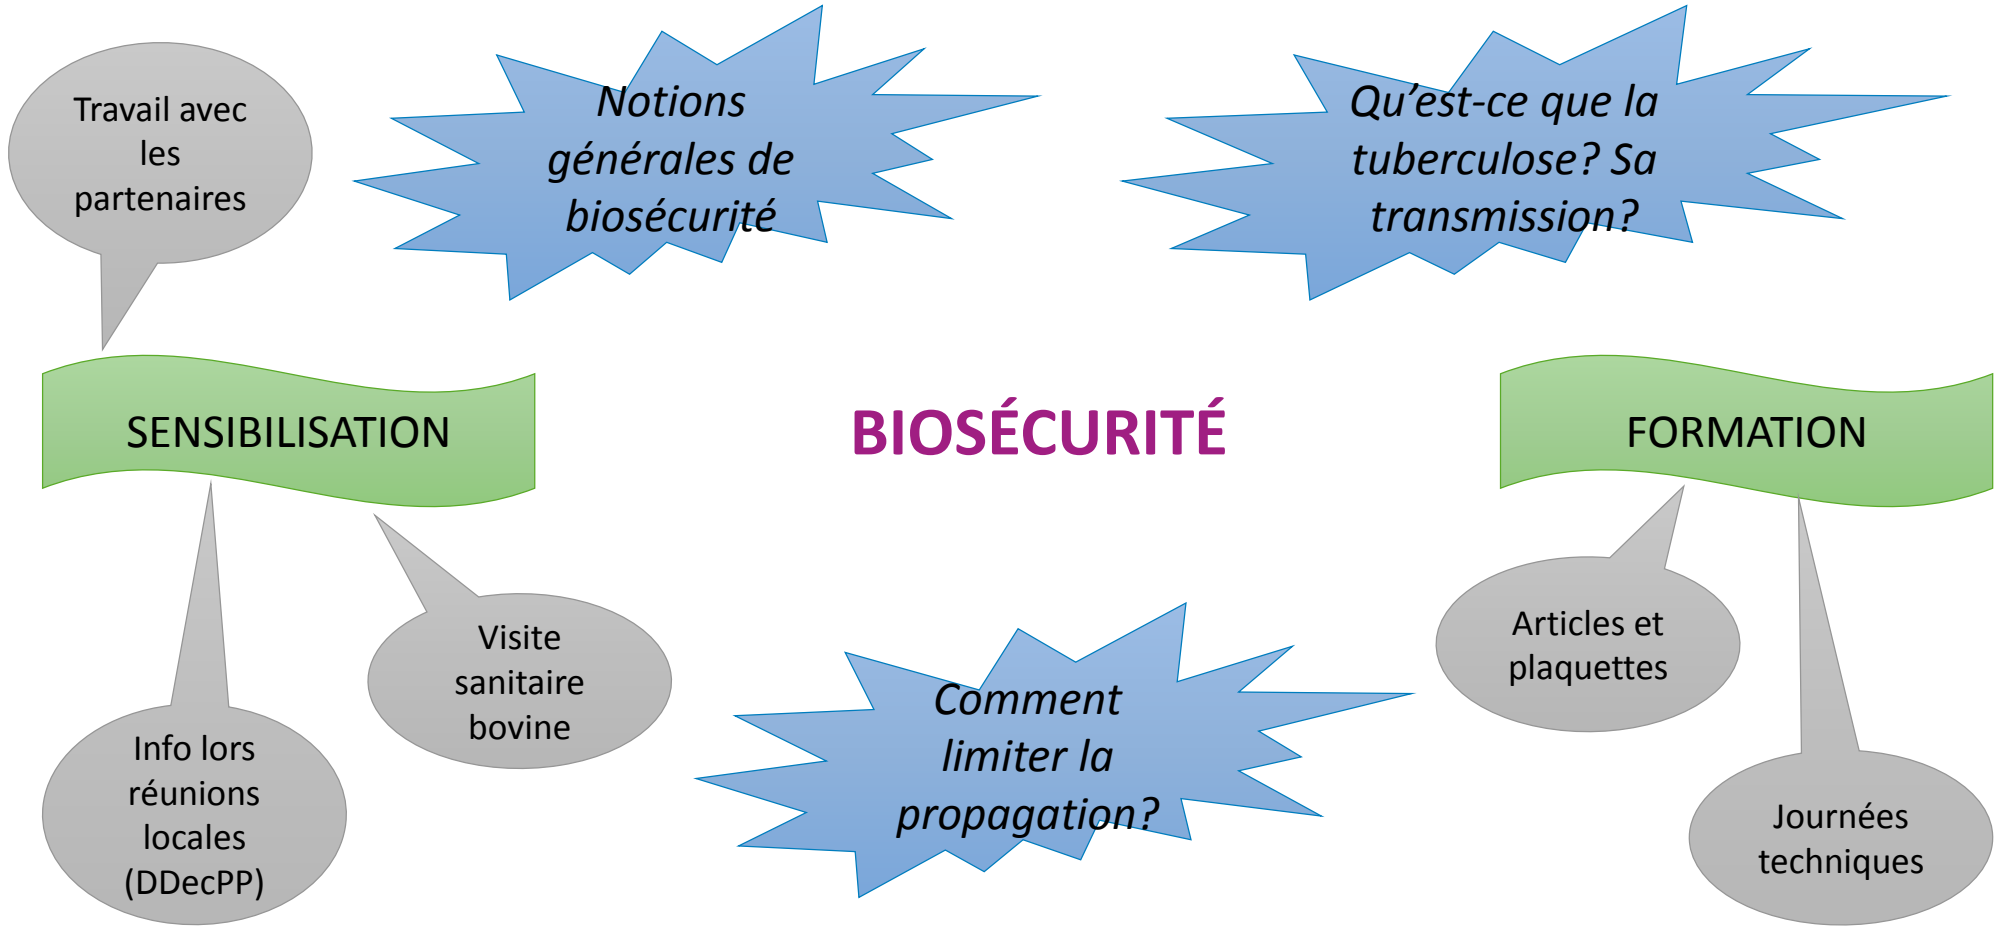 Travail avec
les
partenaires
Notions
générales de
biosécurité
Qu’est-ce que la
tuberculose? Sa
transmission?
SENSIBILISATION
BIOSÉCURITÉ
FORMATION
Visite
sanitaire
bovine
Info lors
réunions
locales
(DDecPP)
Comment
limiter la
propagation?
Articles et
plaquettes
Journées
techniques